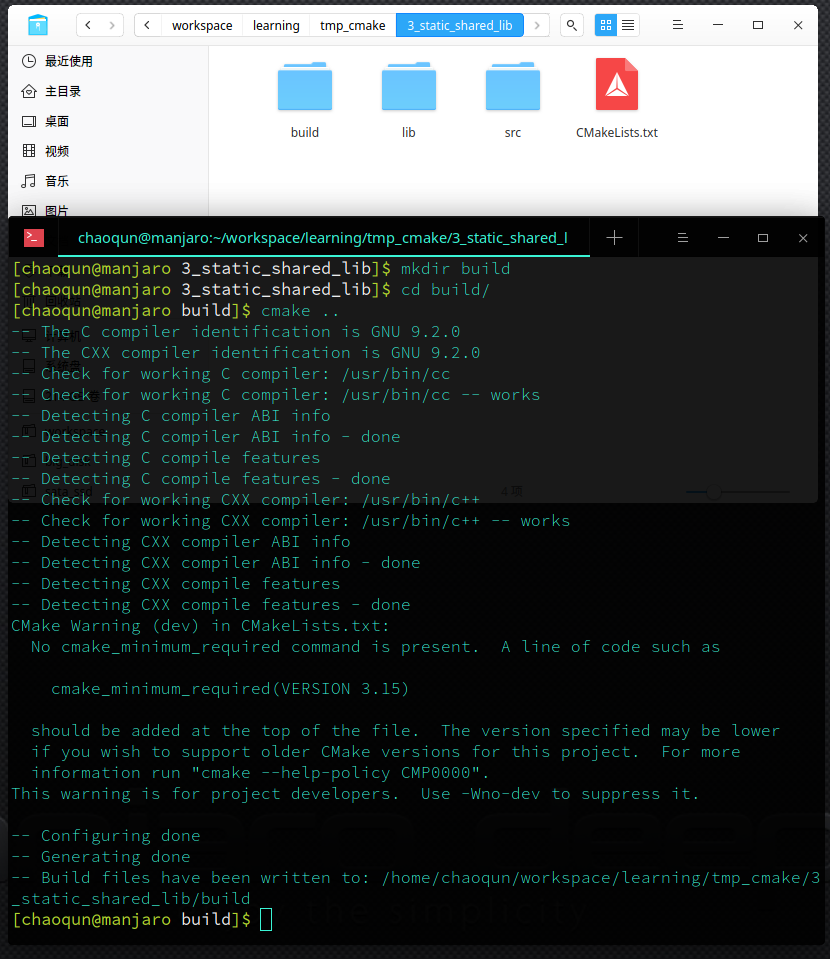 workspace learning tmp_cmake 3_static_shared_lib
最近使用
主目录
桌面
视频
音乐
图片
build lib src CMakeLists.txt
chaoqun@manjaro:~/workspace/learning/tmp_cmake/3_static_shared_l
[chaoqun@manjaro 3_static_shared_lib]$ mkdir build
[chaoqun@manjaro 3_static_shared_lib]$ cd build/
[chaoqun@manjaro build]$ cmake ..
-- The C compiler identification is GNU 9.2.0
-- The CXX compiler identification is GNU 9.2.0
-- Check for working C compiler: /usr/bin/cc
-- Check for working C compiler: /usr/bin/cc -- works
-- Detecting C compiler ABI info
-- Detecting C compiler ABI info - done
-- Detecting C compile features
-- Detecting C compile features - done
-- Check for working CXX compiler: /usr/bin/c++
-- Check for working CXX compiler: /usr/bin/c++ -- works
-- Detecting CXX compiler ABI info
-- Detecting CXX compiler ABI info - done
-- Detecting CXX compile features
-- Detecting CXX compile features - done
CMake Warning (dev) in CMakeLists.txt:
No cmake_minimum_required command is present.  A line of code such as
cmake_minimum_required(VERSION 3.15)
should be added at the top of the file.  The version specified may be lower
if you wish to support older CMake versions for this project.  For more
information run "cmake --help-policy CMP0000".
This warning is for project developers.  Use -Wno-dev to suppress it.
-- Configuring done
-- Generating done
-- Build files have been written to: /home/chaoqun/workspace/learning/tmp_cmake/3
_static_shared_lib/build
[chaoqun@manjaro build]$
the simplicity
4 项